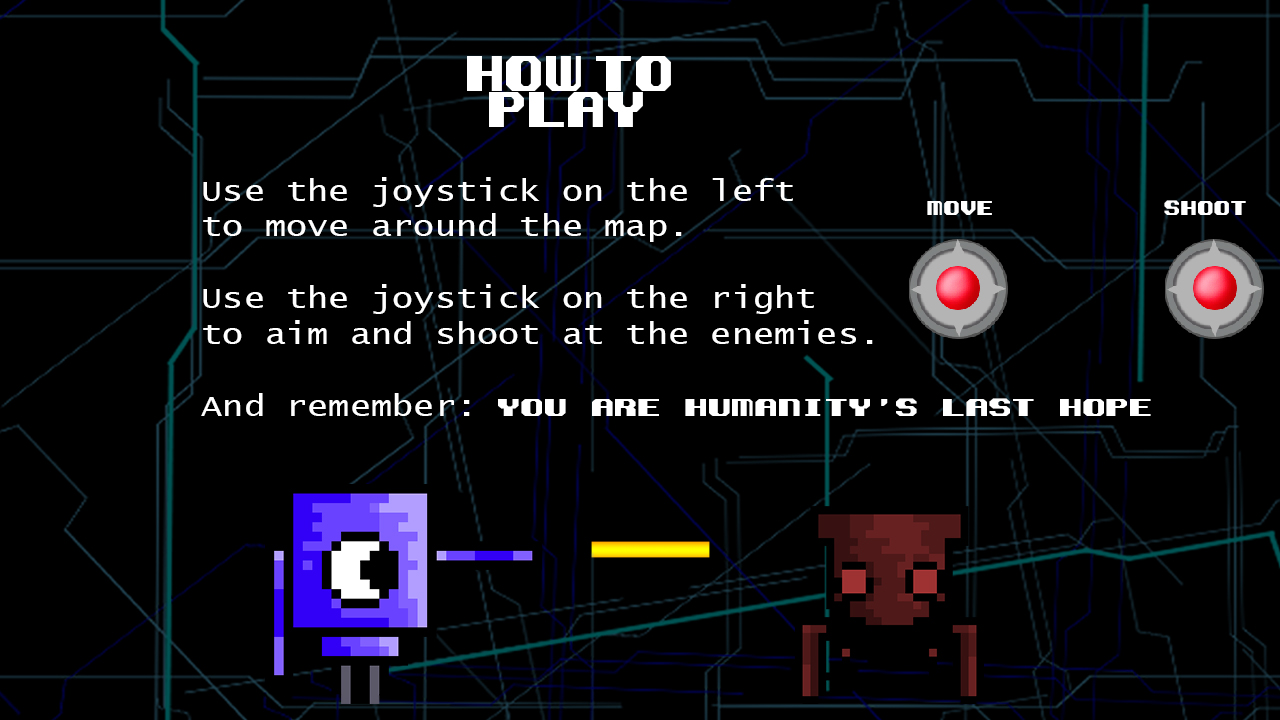 HOW TO
PLAY
Use the joystick on the left
to move around the map.
MOVE
SHOOT
Use the joystick on the right
to aim and shoot at the enemies.
And remember: YOU ARE HUMANITY'S LAST HOPE